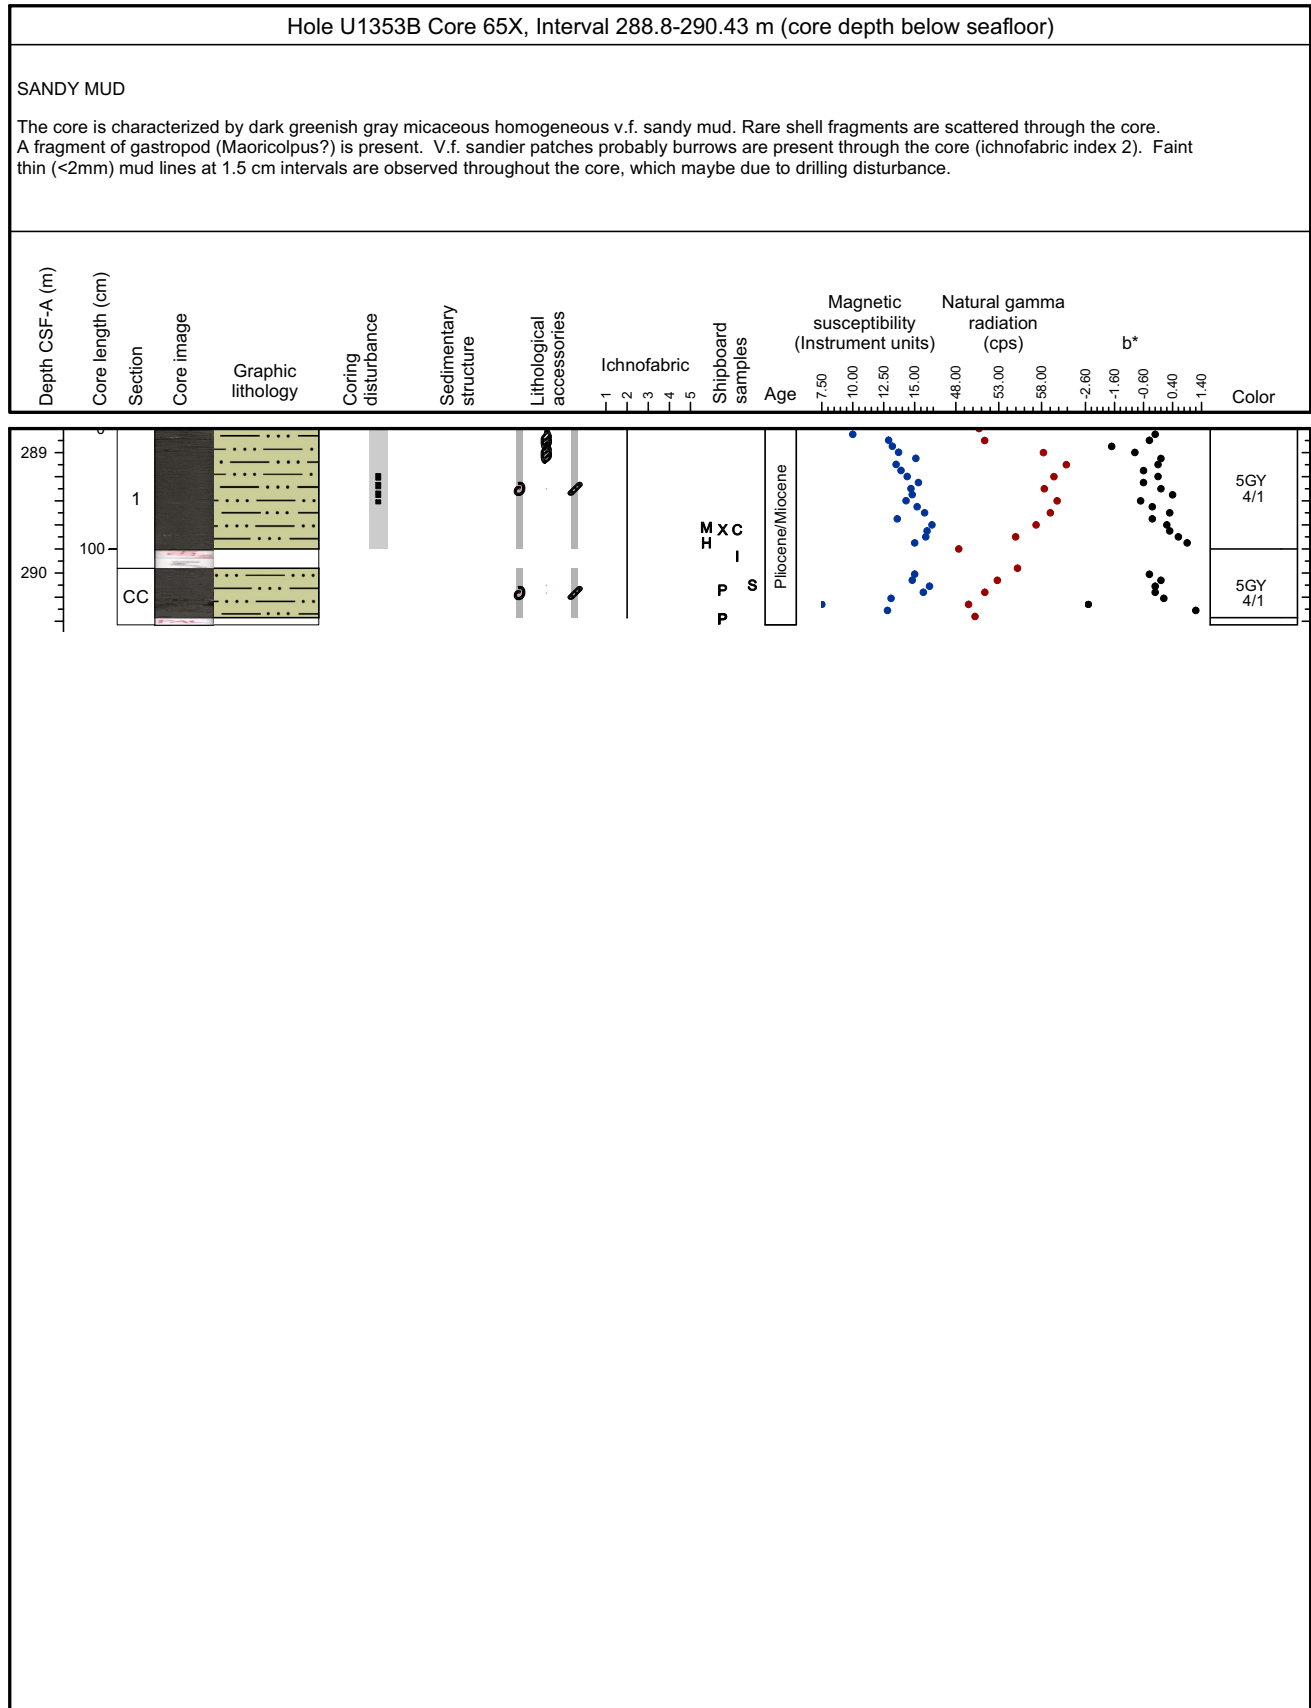 Hole U1353B Core 65X, Interval 288.8-290.43 m (core depth below seafloor)
SANDY MUD
The core is characterized by dark greenish gray micaceous homogeneous v.f. sandy mud. Rare shell fragments are scattered through the core.
A fragment of gastropod (Maoricolpus?) is present. V.f. sandier patches probably burrows are present through the core (ichnofabric index 2). Faint
thin (<2mm) mud lines at 1.5 cm intervals are observed throughout the core, which maybe due to drilling disturbance.
Depth CSF-A (m)
Core length (cm)
Section
Core image
Graphic
lithology
Coring
disturbance
Sedimentary
structure
Lithological
accessories
Ichnofabric
1 2 3 4 5
Shipboard
samples
Age
Magnetic
susceptibility
(Instrument units)
7.50 10.00 12.50 15.00
Natural gamma
radiation
(cps)
48.00 53.00 58.00
b*
-2.60 -1.60 -0.60 0.40 1.40
Color
289
290
0
100
1
CC
M X C
H
I
S
P
P
Pliocene/Miocene
5GY
4/1
5GY
4/1
PAL